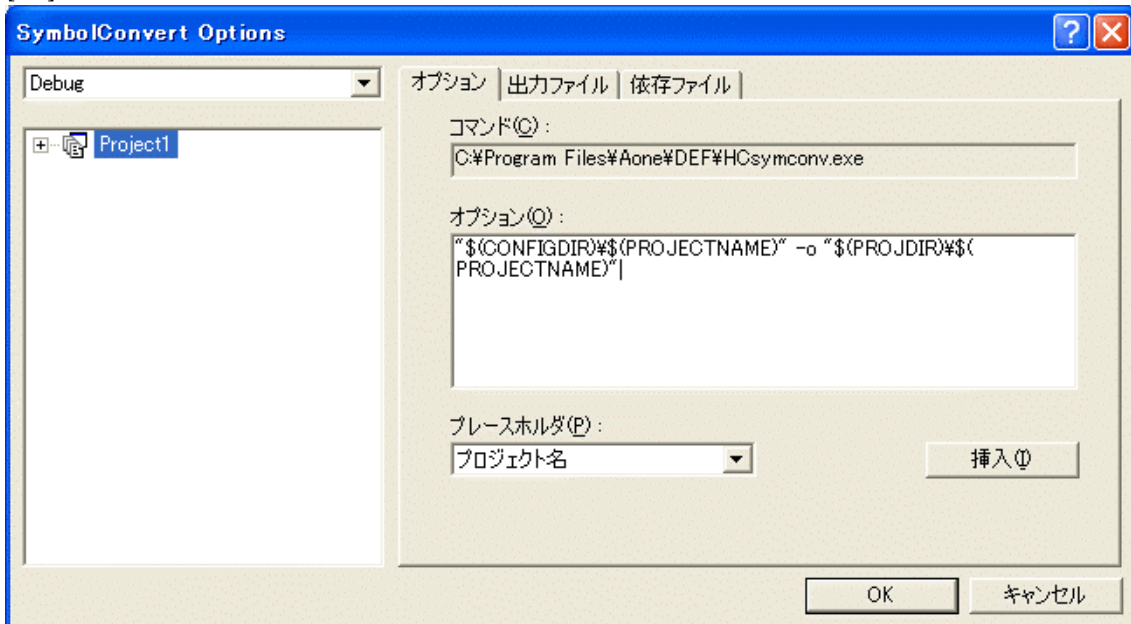 SymbolConvert Options
Debug
Project1
オプション 出力ファイル 依存ファイル
コマンド(C):
C:¥Program Files¥Aone¥DEF¥HCsymconv.exe
オプション(O):
"$(CONFIGDIR)¥$(PROJECTNAME)" -o "$(PROJDIR)¥$(
PROJECTNAME)"
プレースホルダ(P):
プロジェクト名
挿入(I)
OK キャンセル